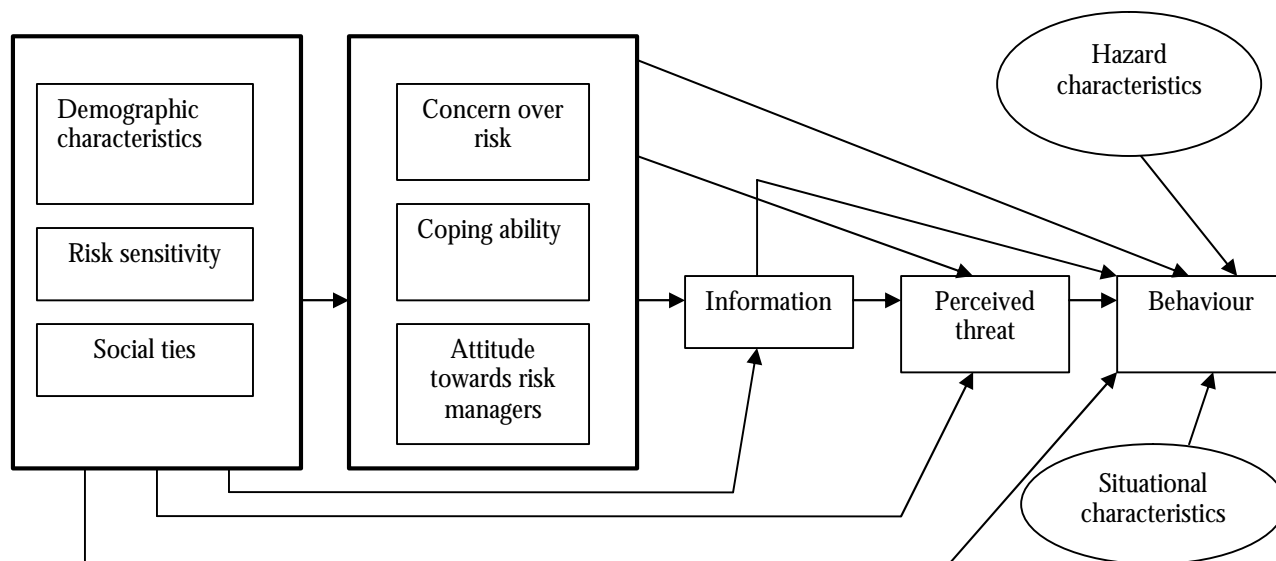 Demographic
characteristics
Risk sensitivity
Social ties
Concern over
risk
Coping ability
Attitude
towards risk
managers
Information
Perceived
threat
Behaviour
Hazard
characteristics
Situational
characteristics